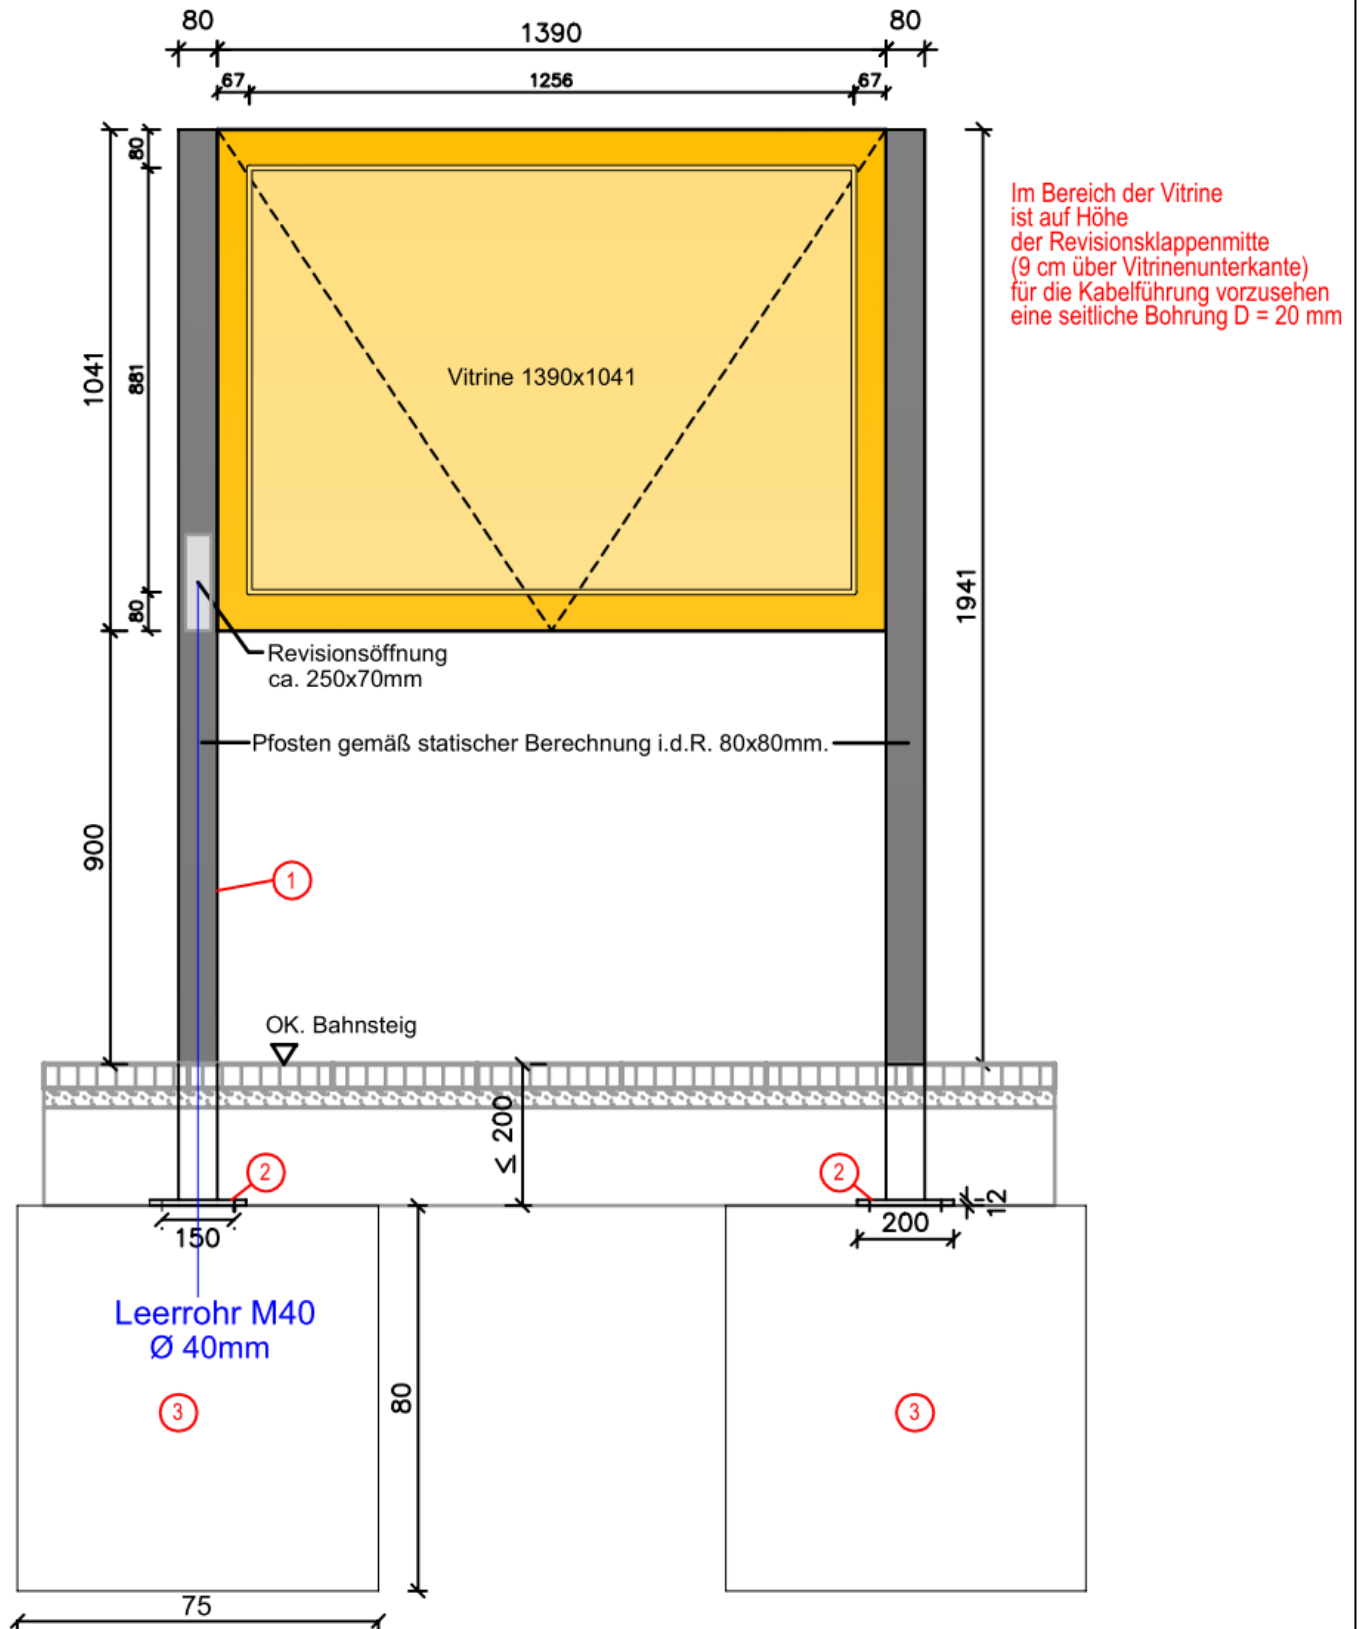 80
1390
80
67
1256
67
80
1041
881
80
1941
Im Bereich der Vitrine
ist auf Höhe
der Revisionsklappenmitte
(9 cm über Vitrinenunterkante)
für die Kabelführung vorzusehen
eine seitliche Bohrung D = 20 mm
Vitrine 1390x1041
Revisionsöffnung
ca. 250x70mm
Pfosten gemäß statischer Berechnung i.d.R. 80x80mm.
900
1
OK. Bahnsteig
≤ 200
2
2
12
150
200
Leerrohr M40
Ø 40mm
80
3
3
75